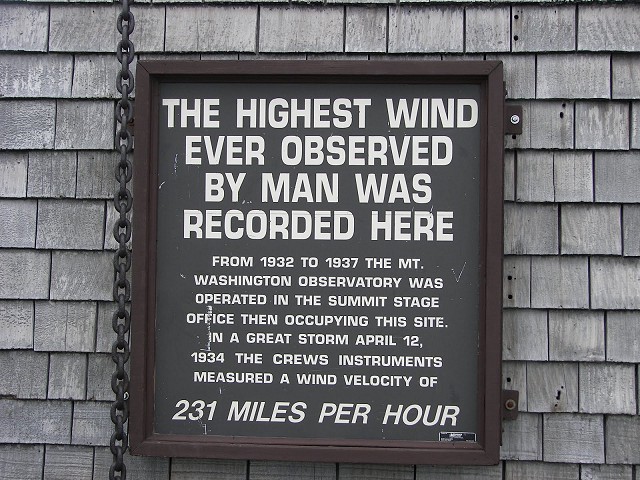 THE HIGHEST WIND
EVER OBSERVED
BY MAN WAS
RECORDED HERE
FROM 1932 TO 1937 THE MT.
WASHINGTON OBSERVATORY WAS
OPERATED IN THE SUMMIT STAGE
OFFICE THEN OCCUPYING THIS SITE.
IN A GREAT STORM APRIL 12,
1934 THE CREWS INSTRUMENTS
MEASURED A WIND VELOCITY OF
231 MILES PER HOUR